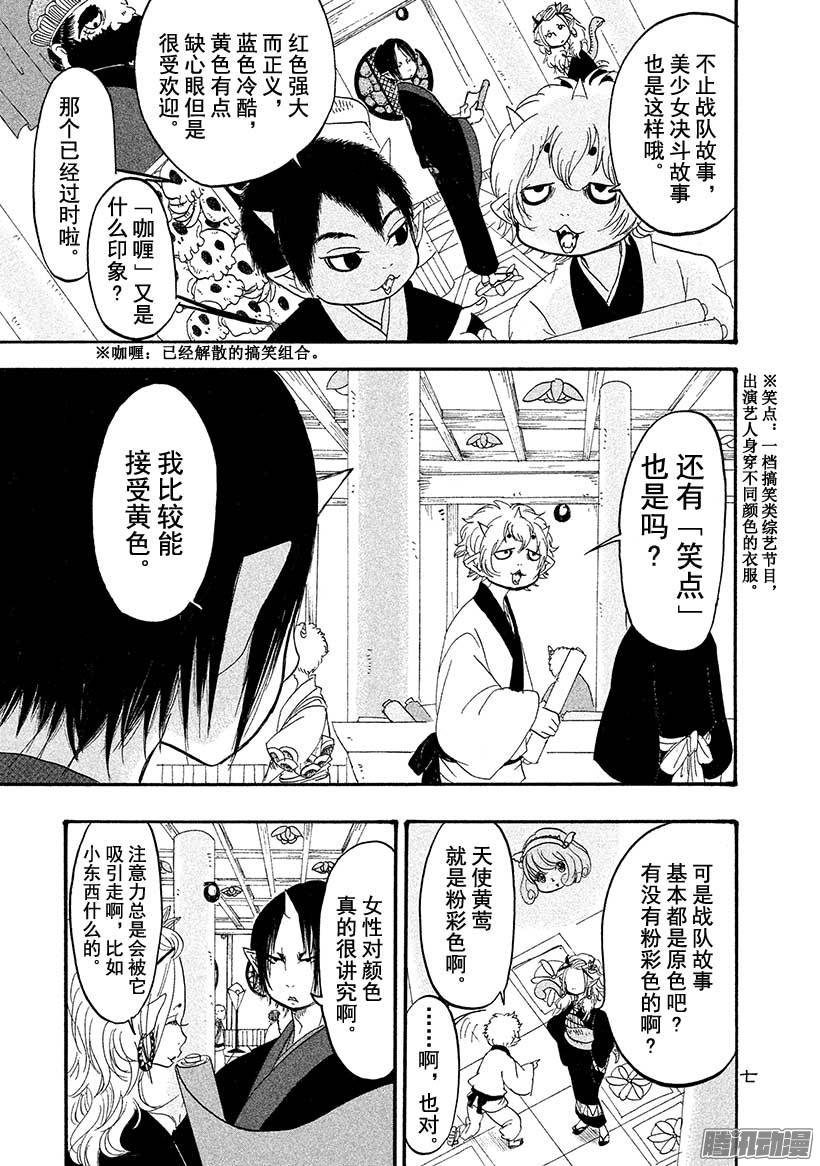 不止战队故事，
美少女决斗故事
也是这样哦。
红色强大
而正义，
蓝色冷酷，
黄色有点
缺心眼但是
很受欢迎。
那个已经过时啦。
「咖喱」又是
什么印象？
※咖喱：已经解散的搞笑组合。
※笑点：一档搞笑类综艺节目，
出演艺人身穿不同颜色的衣服。
还有「笑点」
也是吗？
我比较能
接受黄色。
可是战队故事
基本都是原色吧？
有没有粉彩色的啊？
天使黄莺
就是粉彩色啊。
……啊，也对。
女性对颜色
真的很讲究啊。
注意力总是会被它
吸引走啊，比如
小东西什么的。
七
腾讯动漫